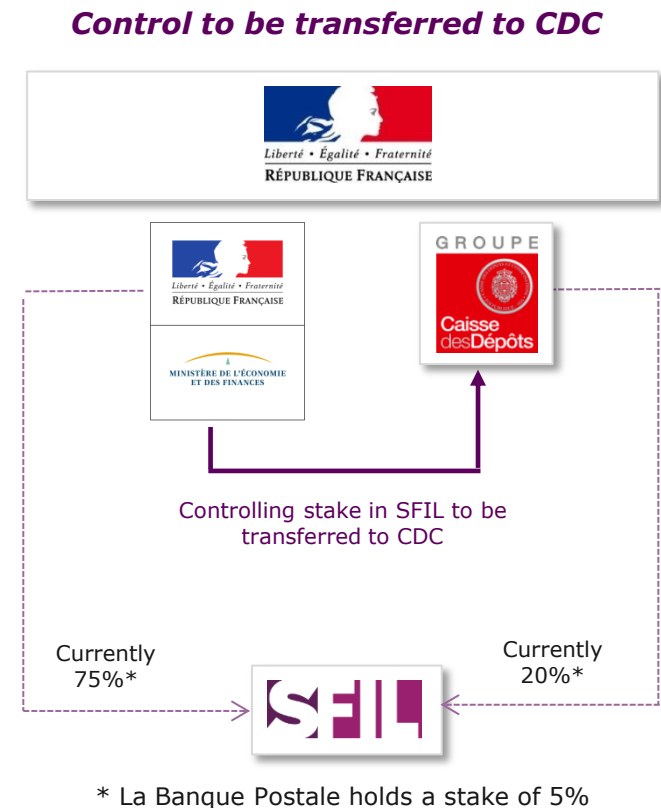 Control to be transferred to CDC
Liberté • Égalité • Fraternité
RÉPUBLIQUE FRANÇAISE
Liberté • Égalité • Fraternité
RÉPUBLIQUE FRANÇAISE
MINISTÈRE DE L'ÉCONOMIE
ET DES FINANCES
GROUPE
Caisse
desDépôts
Controlling stake in SFIL to be
transferred to CDC
Currently
75%*
Currently
20%*
SFIL
* La Banque Postale holds a stake of 5%